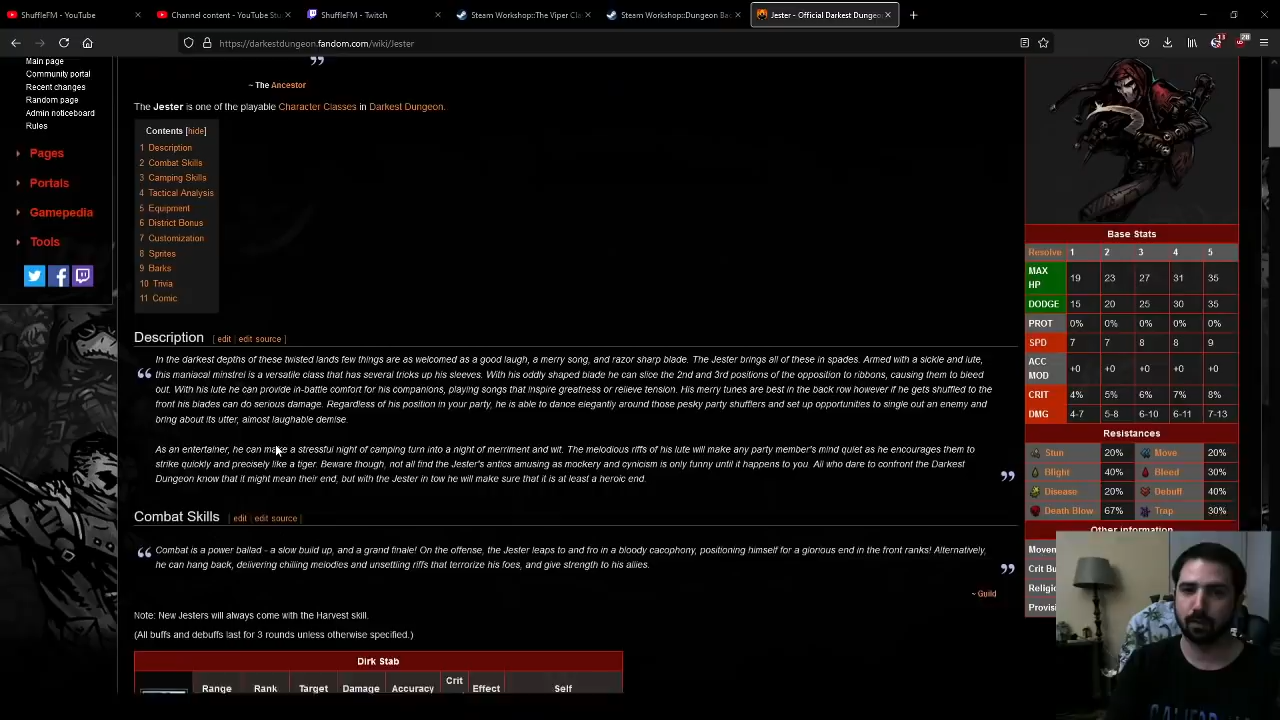 ShuffleFM - YouTube
Channel content - YouTube Stu
ShuffleFM - Twitch
Steam Workshop::The Viper Cla
Steam Workshop::Dungeon Ba
Jester - Official Darkest Dungeo
https://darkestdungeon.fandom.com/wiki/Jester
13
28
Main page
Community portal
Recent changes
Random page
Admin noticeboard
Rules
Pages
Portals
Gamepedia
Tools
~ The Ancestor
The Jester is one of the playable Character Classes in Darkest Dungeon.
Contents [hide]
1 Description
2 Combat Skills
3 Camping Skills
4 Tactical Analysis
5 Equipment
6 District Bonus
7 Customization
8 Sprites
9 Barks
10 Trivia
11 Comic
Description [ edit | edit source ]
In the darkest depths of these twisted lands few things are as welcomed as a good laugh, a merry song, and razor sharp blade. The Jester brings all of these in spades. Armed with a sickle and lute,
this maniacal minstrel is a versatile class that has several tricks up his sleeves. With his oddly shaped blade he can slice the 2nd and 3rd positions of the opposition to ribbons, causing them to bleed
out. With his lute he can provide in-battle comfort for his companions, playing songs that inspire greatness or relieve tension. His merry tunes are best in the back row however if he gets shuffled to the
front his blades can do serious damage. Regardless of his position in your party, he is able to dance elegantly around those pesky party shufflers and set up opportunities to single out an enemy and
bring about its utter, almost laughable demise.
As an entertainer, he can make a stressful night of camping turn into a night of merriment and wit. The melodious riffs of his lute will make any party member's mind quiet as he encourages them to
strike quickly and precisely like a tiger. Beware though, not all find the Jester's antics amusing as mockery and cynicism is only funny until it happens to you. All who dare to confront the Darkest
Dungeon know that it might mean their end, but with the Jester in tow he will make sure that it is at least a heroic end.
Combat Skills [ edit | edit source ]
Combat is a power ballad - a slow build up, and a grand finale! On the offense, the Jester leaps to and fro in a bloody cacophony, positioning himself for a glorious end in the front ranks! Alternatively,
he can hang back, delivering chilling melodies and unsettling riffs that terrorize his foes, and give strength to his allies.
~ Guild
Note: New Jesters will always come with the Harvest skill.
(All buffs and debuffs last for 3 rounds unless otherwise specified.)
Dirk Stab
Range Rank Target Damage Accuracy Crit Effect Self
Base Stats
Resolve 1 2 3 4 5
MAX HP 19 23 27 31 35
DODGE 15 20 25 30 35
PROT 0% 0% 0% 0% 0%
SPD 7 7 8 8 9
ACC MOD +0 +0 +0 +0 +0
CRIT 4% 5% 6% 7% 8%
DMG 4-7 5-8 6-10 6-11 7-13
Resistances
Stun 20% Move 20%
Blight 40% Bleed 30%
Disease 20% Debuff 40%
Death Blow 67% Trap 30%
Other information
Movem
Crit Bu
Religio
Provisi